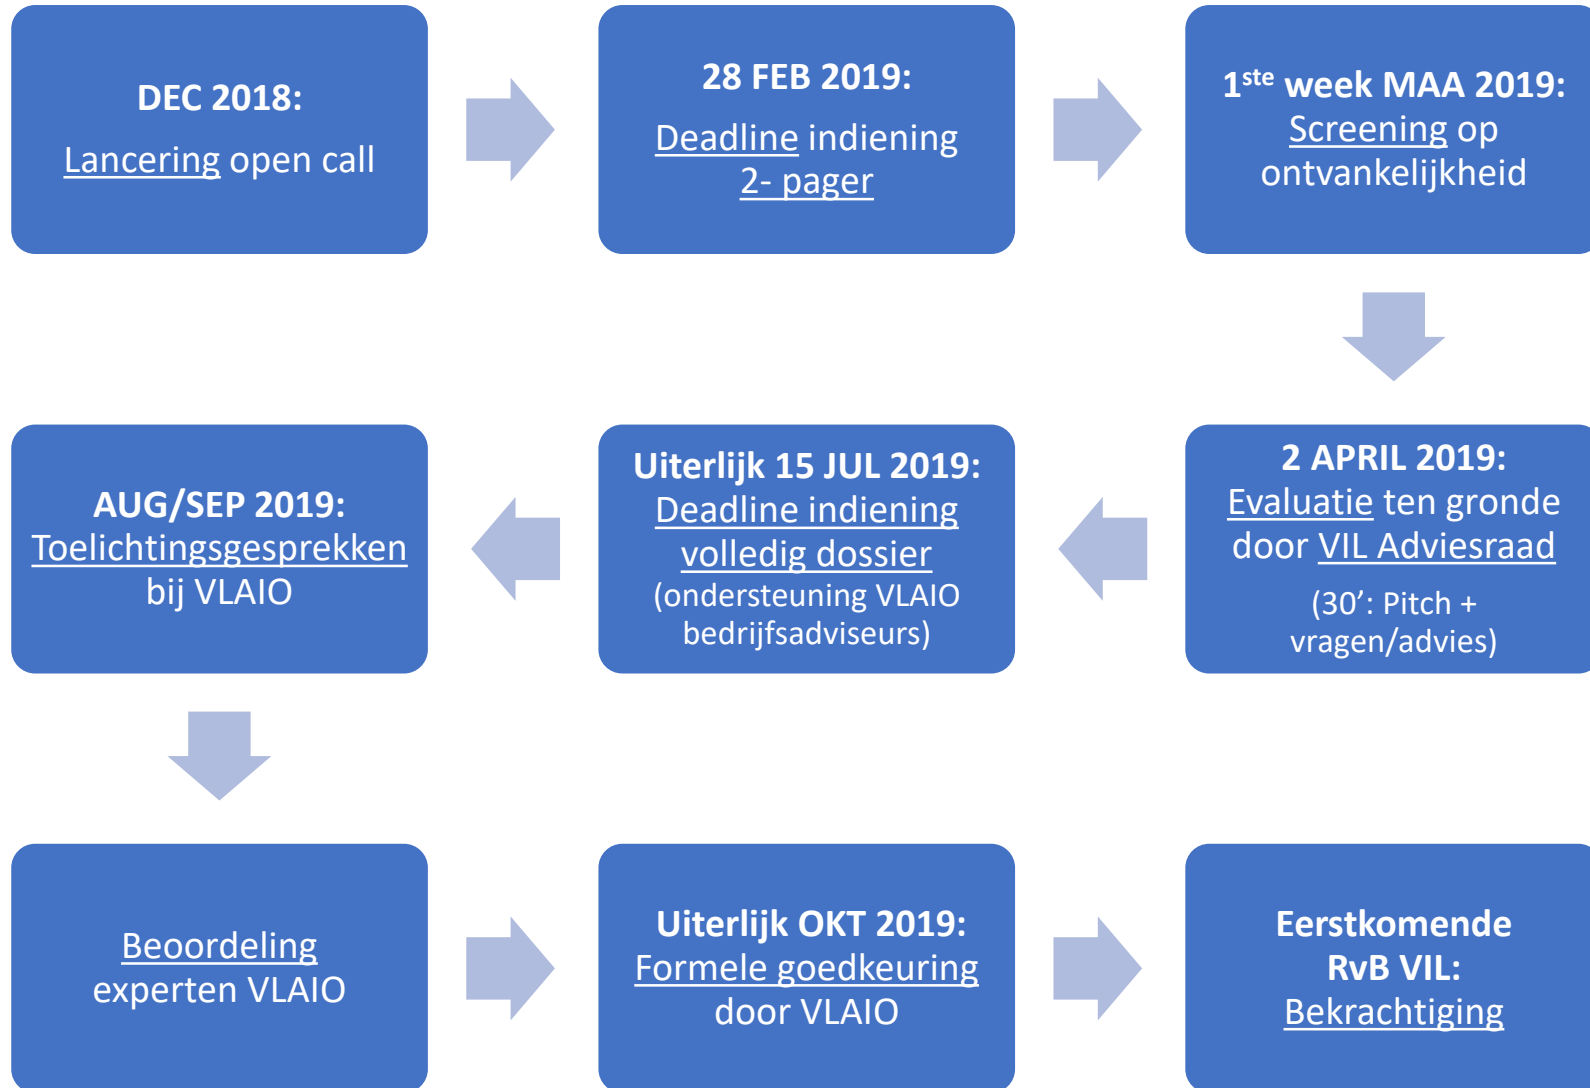 DEC 2018:
Lancering open call
28 FEB 2019:
Deadline indiening
2- pager
1ste week MAA 2019:
Screening op
ontvankelijkheid
2 APRIL 2019:
Evaluatie ten gronde
door VIL Adviesraad
(30’: Pitch +
vragen/advies)
Uiterlijk 15 JUL 2019:
Deadline indiening
volledig dossier
(ondersteuning VLAIO
bedrijfsadviseurs)
AUG/SEP 2019:
Toelichtingsgesprekken
bij VLAIO
Beoordeling
experten VLAIO
Uiterlijk OKT 2019:
Formele goedkeuring
door VLAIO
Eerstkomende
RvB VIL:
Bekrachtiging